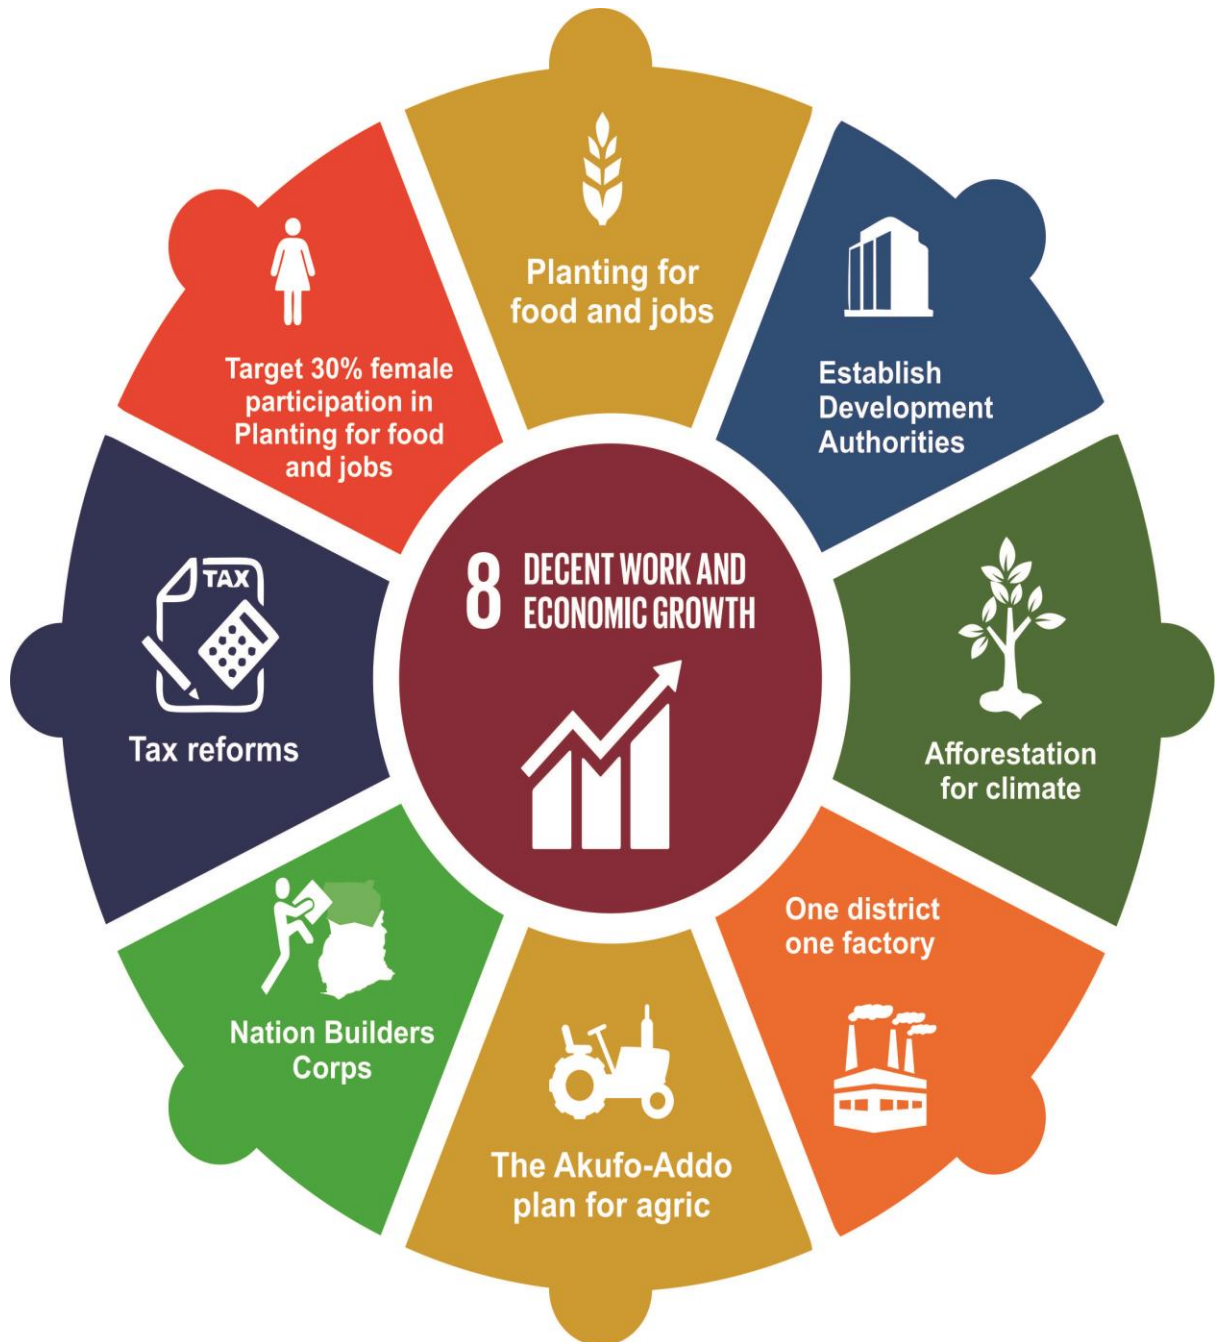 Planting for
food and jobs
Establish
Development
Authorities
Afforestation
for climate
One district
one factory
The Akufo-Addo
plan for agric
Nation Builders
Corps
TAX
Tax reforms
Target 30% female
participation in
Planting for food
and jobs
8 DECENT WORK AND
ECONOMIC GROWTH